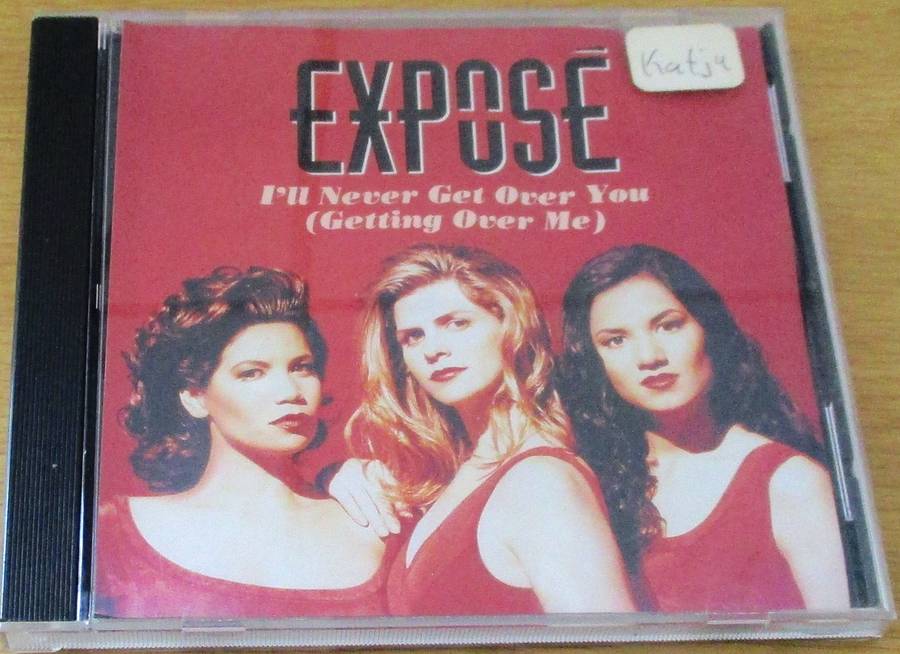 EXPOSÉ
Katja
I'll Never Get Over You
(Getting Over Me)